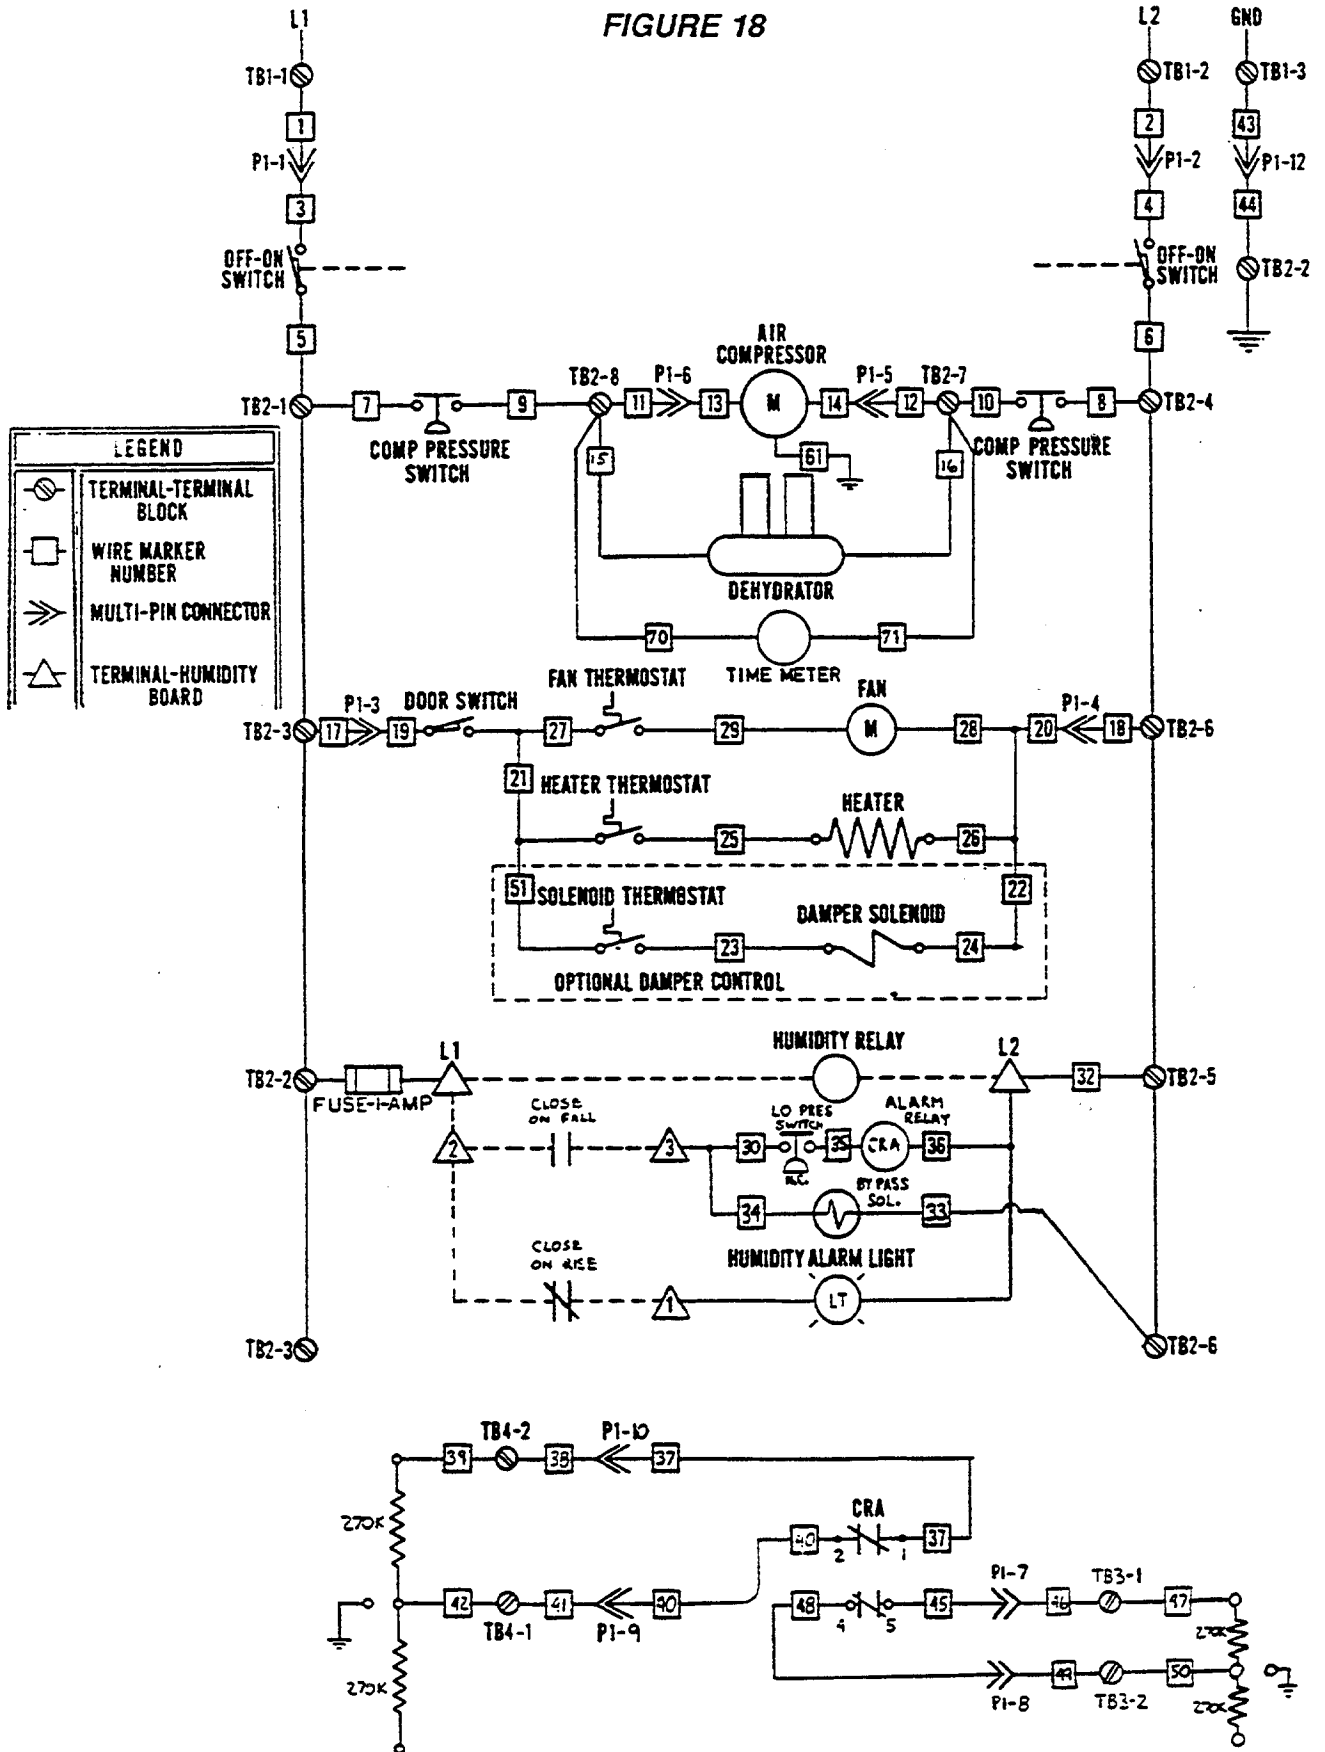 FIGURE 18
L1
L2
GND
TB1-1
TB1-2
TB1-3
1
2
43
P1-1
P1-2
P1-12
3
4
44
OFF-ON
SWITCH
OFF-ON
SWITCH
TB2-2
5
6
AIR
COMPRESSOR
TB2-1
7
9
TB2-8
11
P1-6
13
M
14
P1-5
12
TB2-7
10
8
TB2-4
COMP PRESSURE
SWITCH
COMP PRESSURE
SWITCH
15
61
16
LEGEND
TERMINAL-TERMINAL
BLOCK
WIRE MARKER
NUMBER
MULTI-PIN CONNECTOR
TERMINAL-HUMIDITY
BOARD
DEHYDRATOR
70
71
TIME METER
TB2-3
17
P1-3
19
DOOR SWITCH
27
FAN THERMOSTAT
29
FAN
M
28
20
P1-4
18
TB2-6
21
HEATER THERMOSTAT
25
HEATER
26
51
SOLENOID THERMOSTAT
22
23
DAMPER SOLENOID
24
OPTIONAL DAMPER CONTROL
TB2-2
FUSE-1-AMP
L1
HUMIDITY RELAY
L2
32
TB2-5
2
CLOSE
ON FALL
3
30
LO PRES
SWITCH
N.C.
35
ALARM
RELAY
CRA
36
34
BY PASS
SOL.
33
CLOSE
ON RISE
1
HUMIDITY ALARM LIGHT
LT
TB2-3
TB2-6
39
TB4-2
38
P1-10
37
270K
CRA
40
2
1
37
42
TB4-1
41
P1-9
40
48
4
5
45
P1-7
46
TB3-1
47
270K
270K
P1-8
49
TB3-2
50
270K